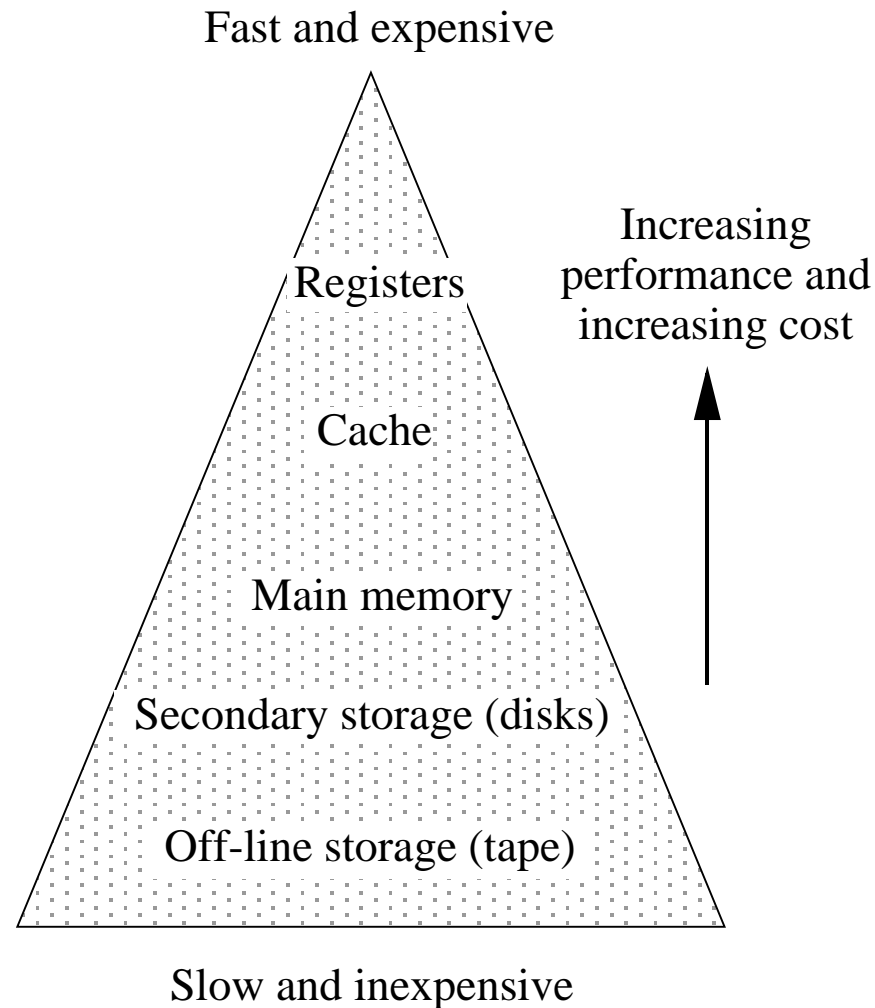 Fast and expensive
Increasing
performance and
increasing cost
Registers
Cache
Main memory
Secondary storage (disks)
Off-line storage (tape)
Slow and inexpensive